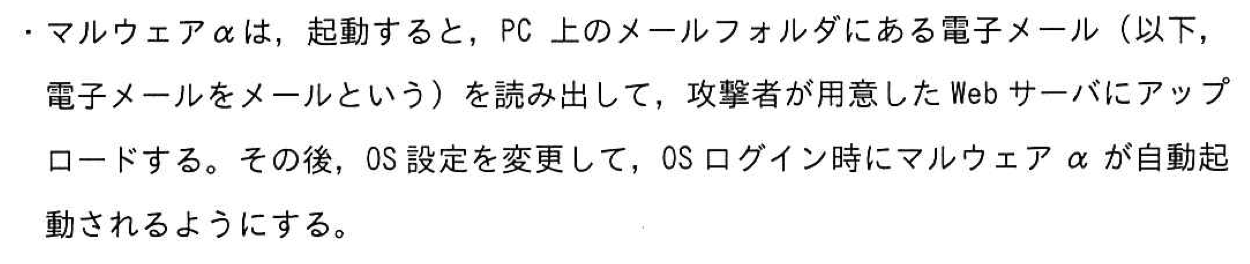 ・マルウェアαは，起動すると，PC 上のメールフォルダにある電子メール（以下，
電子メールをメールという）を読み出して，攻撃者が用意した Web サーバにアップ
ロードする。その後，OS 設定を変更して，OS ログイン時にマルウェア α が自動起
動されるようにする。